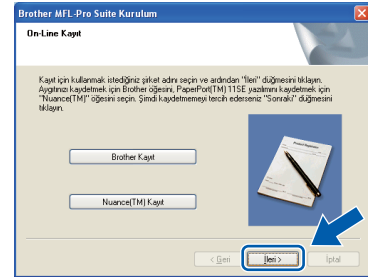 Brother MFL-Pro Suite Kurulum
On-Line Kayıt
Kayıt için kullanmak istediğiniz şirket adını seçin ve ardından "İleri" düğmesini tıklayın.
Aygıtınızı kaydetmek için Brother öğesini, PaperPort(TM) 11SE yazılımını kaydetmek için
"Nuance(TM)" öğesini seçin. Şimdi kaydetmemeyi tercih ederseniz "Sonraki" düğmesini
tıklayın.
Brother Kayıt
Nuance(TM) Kayıt
< Geri
İleri >
İptal